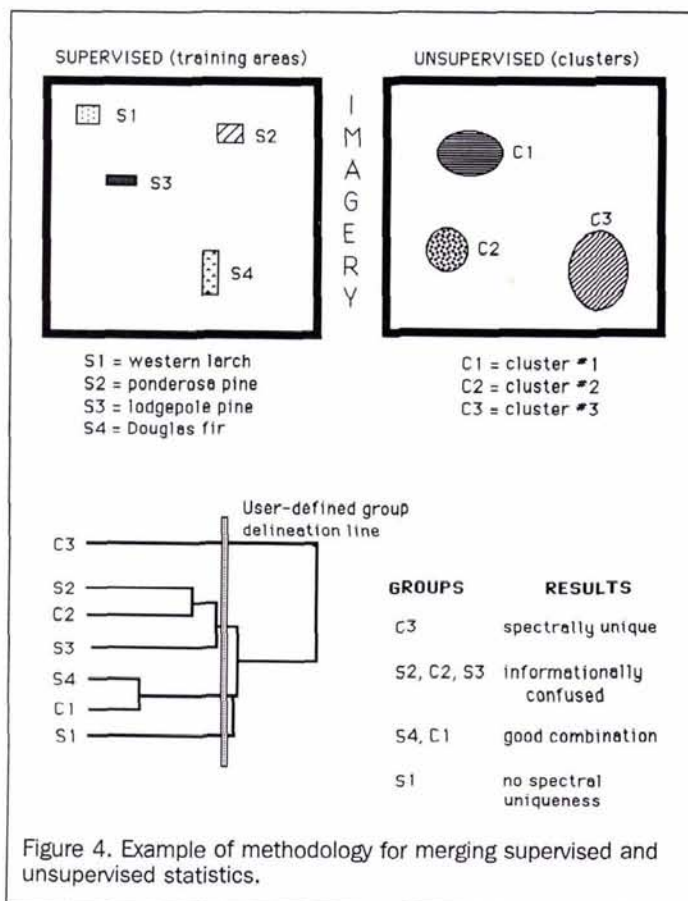 SUPERVISED (training areas)
S1
S2
S3
S4
S1 = western larch
S2 = ponderosa pine
S3 = lodgepole pine
S4 = Douglas fir
IMAGERY
UNSUPERVISED (clusters)
C1
C2
C3
C1 = cluster #1
C2 = cluster #2
C3 = cluster #3
User-defined group
delineation line
C3
S2
C2
S3
S4
C1
S1
GROUPS RESULTS
C3 spectrally unique
S2, C2, S3 informationally
confused
S4, C1 good combination
S1 no spectral
uniqueness
Figure 4. Example of methodology for merging supervised and
unsupervised statistics.